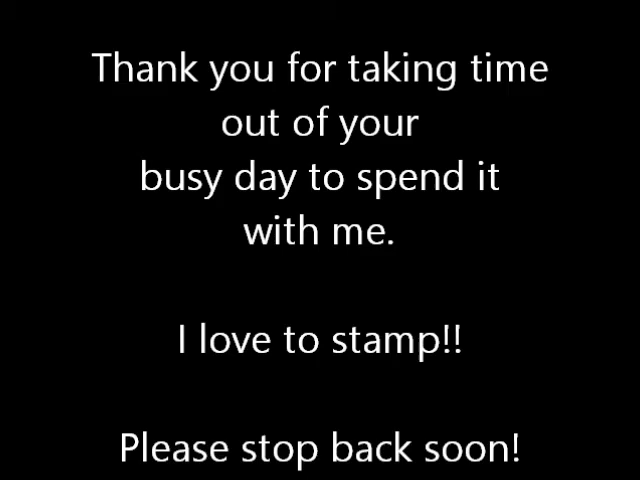 Thank you for taking time
out of your
busy day to spend it
with me.
I love to stamp!!
Please stop back soon!